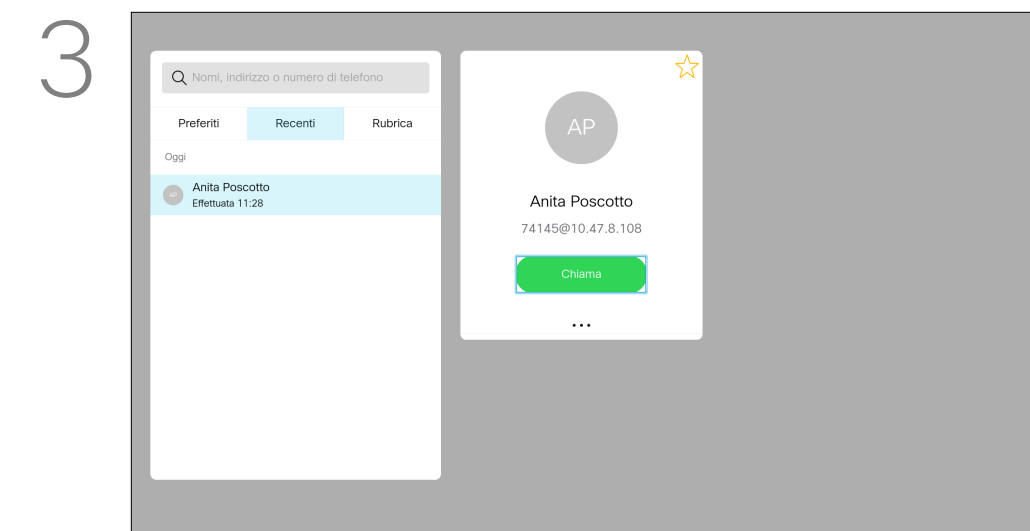 3
Nomi, indirizzo o numero di telefono
Preferiti Recenti Rubrica
Oggi
AP
Anita Poscotto
Effettuata 11:28
AP
Anita Poscotto
74145@10.47.8.108
Chiama